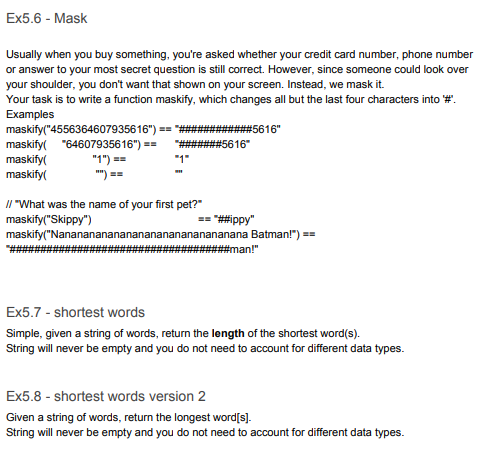 Ex5.6 - Mask
Usually when you buy something, you're asked whether your credit card number, phone number
or answer to your most secret question is still correct. However, since someone could look over
your shoulder, you don't want that shown on your screen. Instead, we mask it.
Your task is to write a function maskify, which changes all but the last four characters into '#'.
Examples
maskify("4556364607935616") == "############5616"
maskify( "64607935616") == "#######5616"
maskify( "1") == "1"
maskify( "") == ""
// "What was the name of your first pet?"
maskify("Skippy") == "##ippy"
maskify("Nananananananananananananananana Batman!") ==
"####################################man!"
Ex5.7 - shortest words
Simple, given a string of words, return the length of the shortest word(s).
String will never be empty and you do not need to account for different data types.
Ex5.8 - shortest words version 2
Given a string of words, return the longest word[s].
String will never be empty and you do not need to account for different data types.